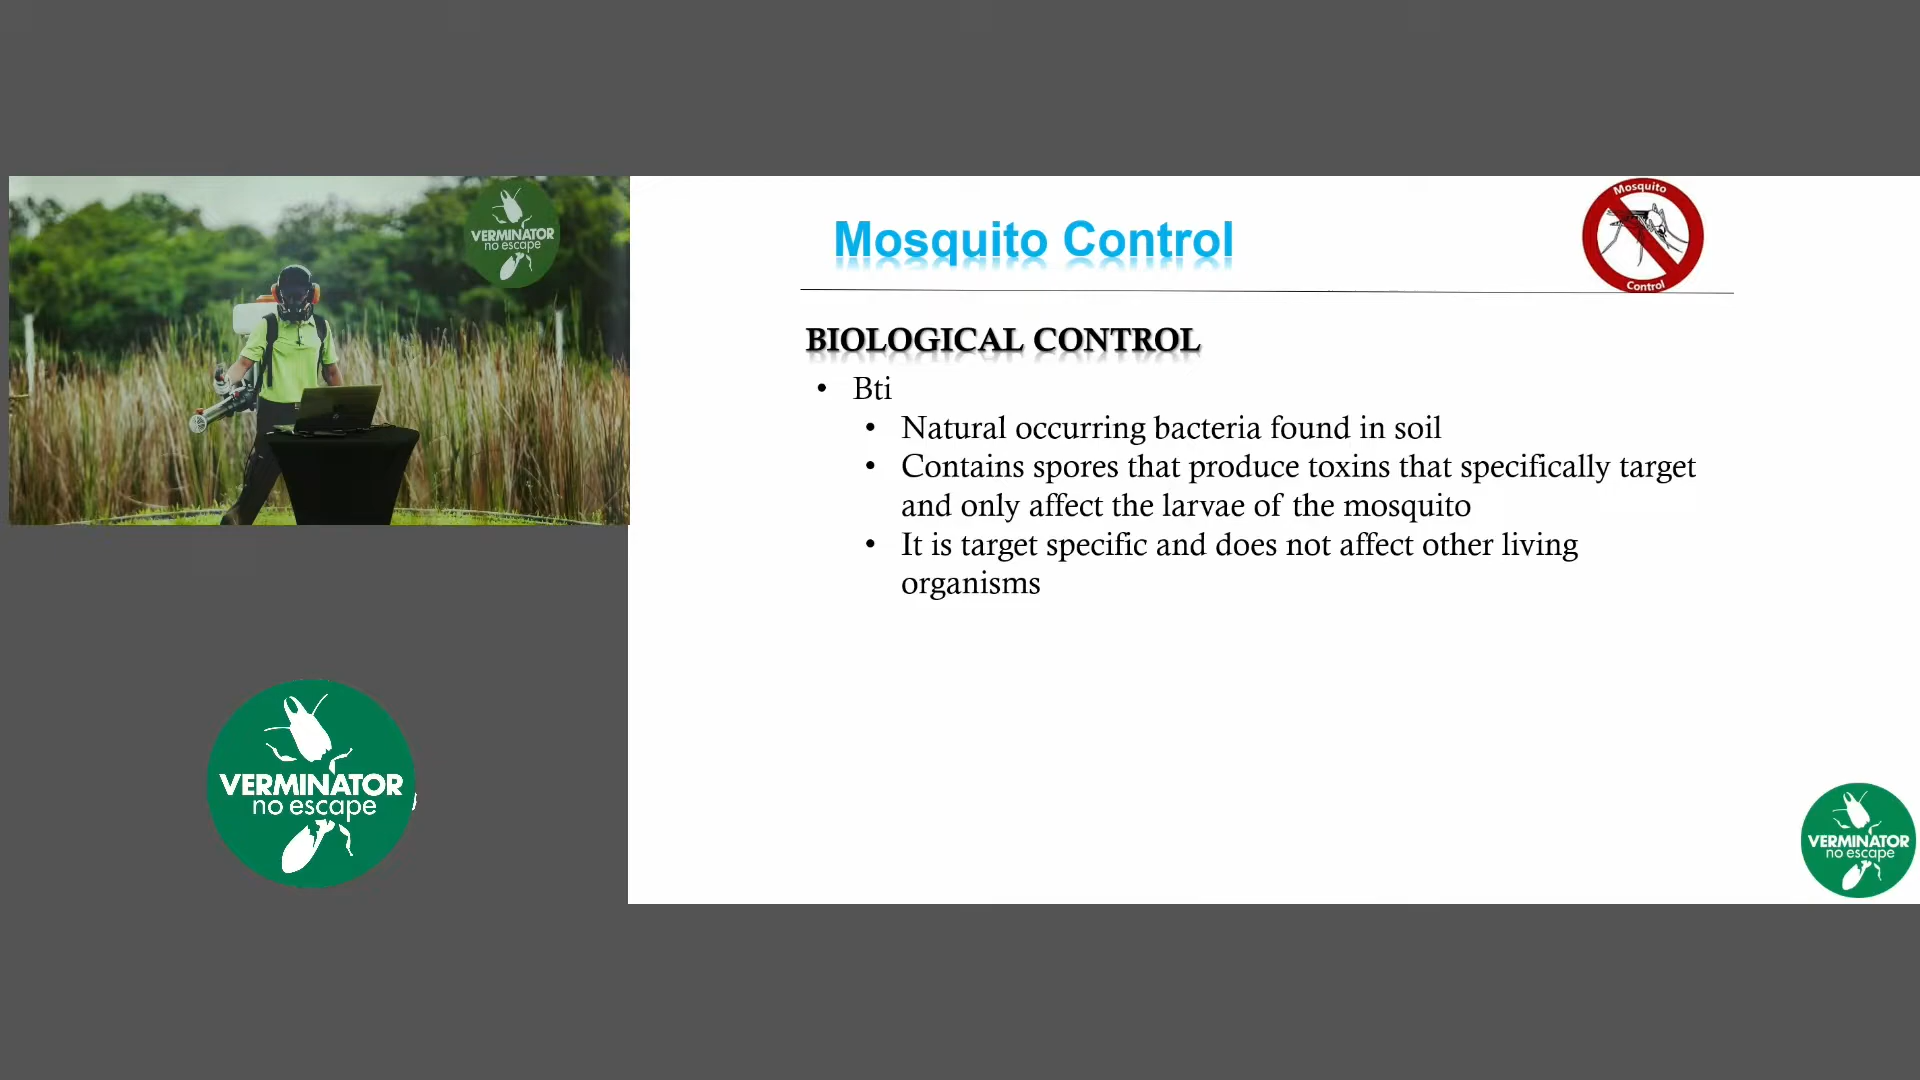 VERMINATOR
no escape
Mosquito Control
Mosquito
Control
BIOLOGICAL CONTROL
• Bti
• Natural occurring bacteria found in soil
• Contains spores that produce toxins that specifically target
and only affect the larvae of the mosquito
• It is target specific and does not affect other living
organisms
VERMINATOR
no escape
VERMINATOR
no escape